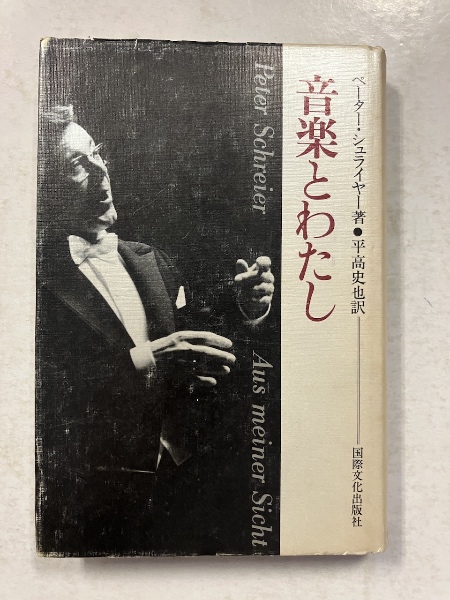 音楽とわたし
ペーター・シュライヤー著●平高史也訳
国際文化出版社
Peter Schreier Aus meiner Sicht